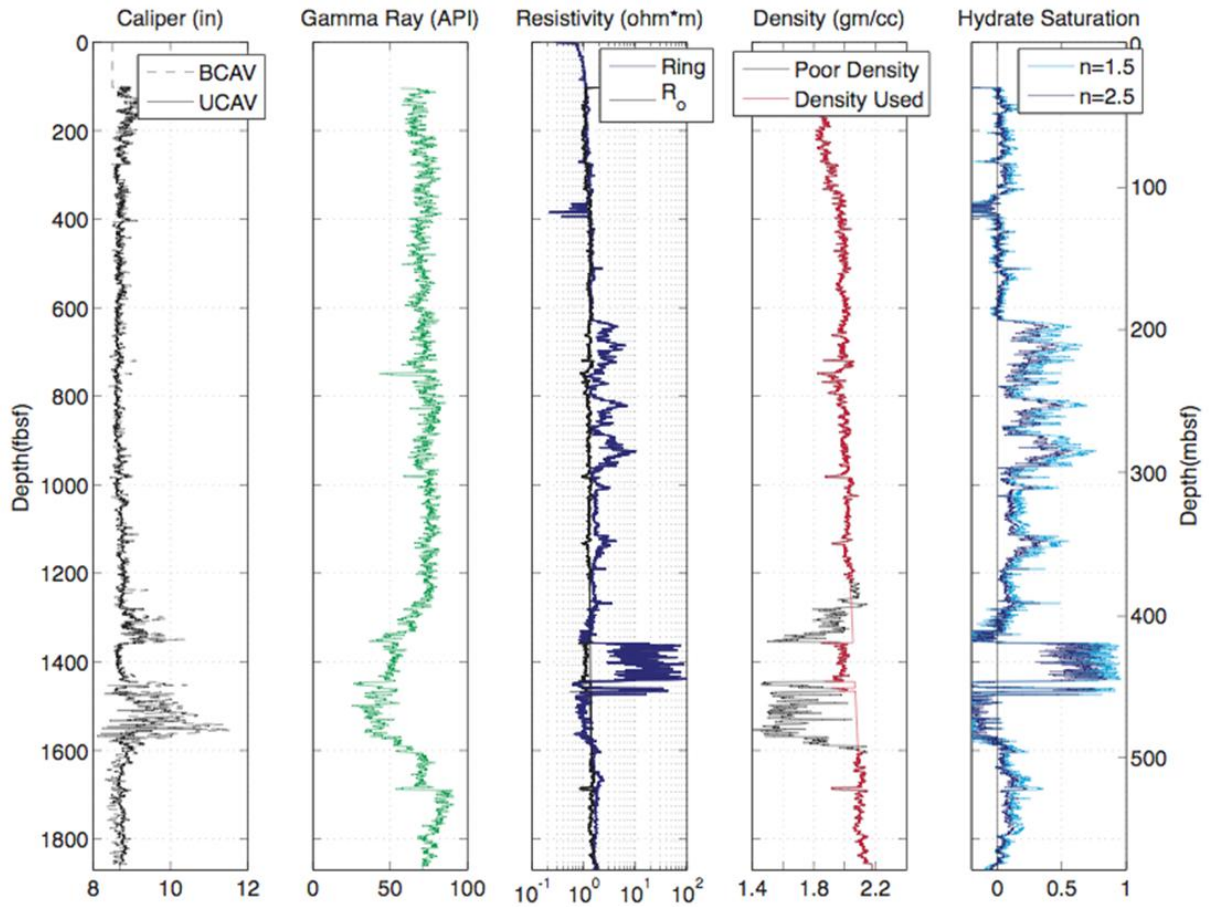 Caliper (in)
Gamma Ray (API)
Resistivity (ohm*m)
Density (gm/cc)
Hydrate Saturation
BCAV
UCAV
Ring
Ro
Poor Density
Density Used
n=1.5
n=2.5
Depth(fbsf)
0
200
400
600
800
1000
1200
1400
1600
1800
0
100
200
300
400
500
Depth(mbsf)
8 10 12
0 50 100
10-1 100 101 102
1.4 1.8 2.2
0 0.5 1